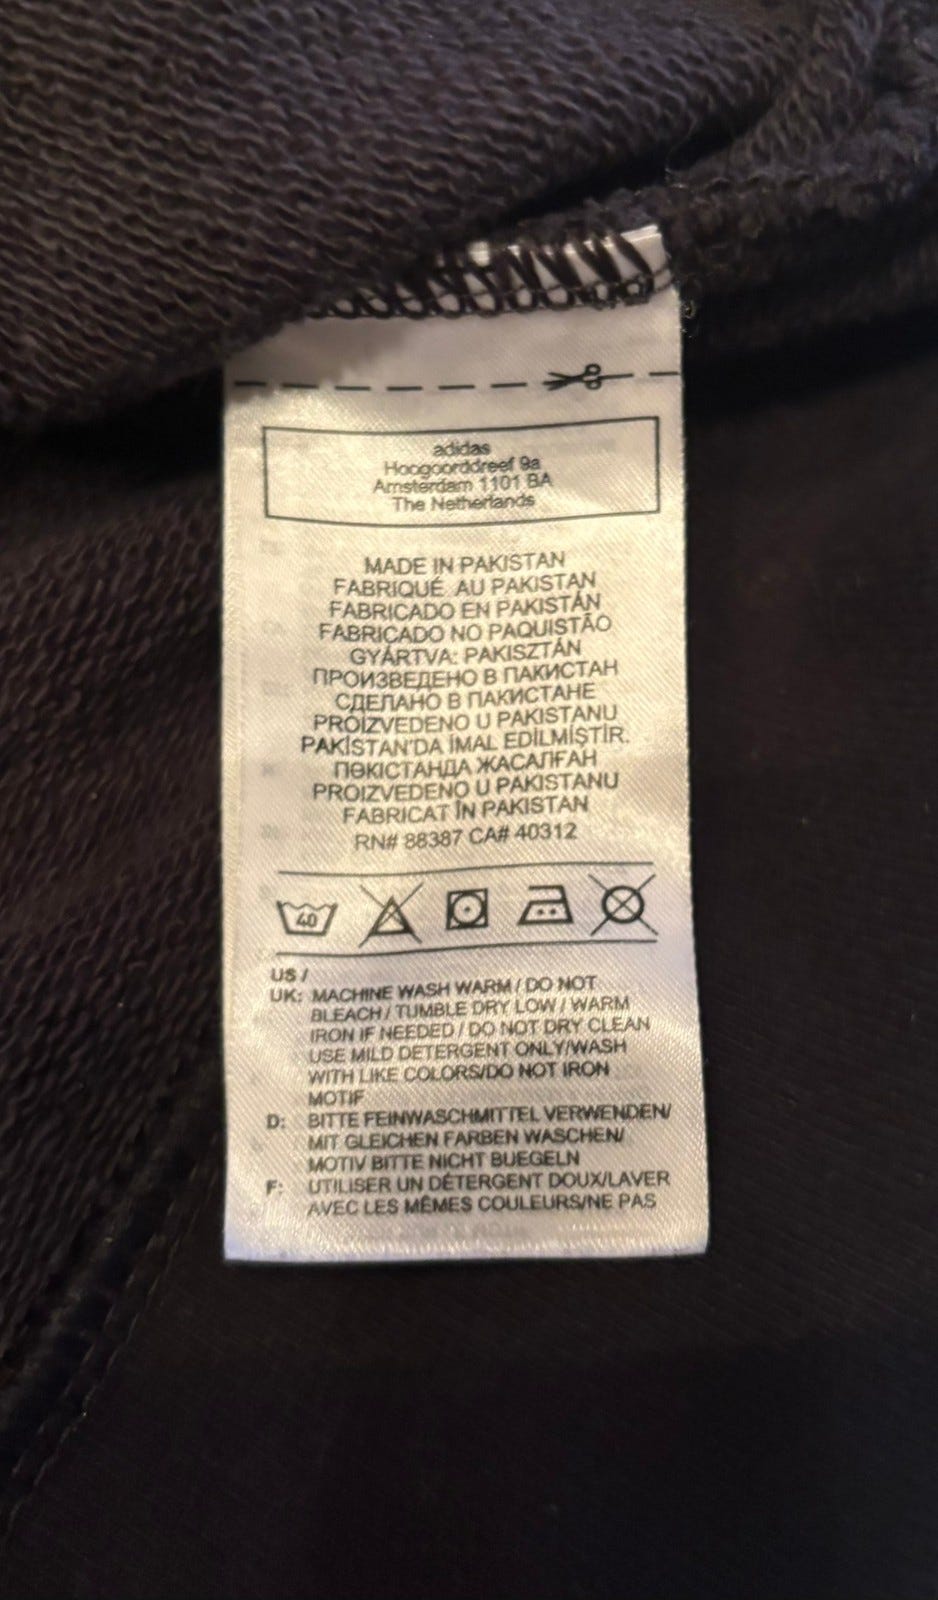 adidas
Hoogoorddreef 9a
Amsterdam 1101 BA
The Netherlands
MADE IN PAKISTAN
FABRIQUÉ AU PAKISTAN
FABRICADO EN PAKISTÁN
FABRICADO NO PAQUISTÃO
GYÁRTVA: PAKISZTÁN
ПРОИЗВЕДЕНО В ПАКИСТАН
СДЕЛАНО В ПАКИСТАНЕ
PROIZVEDENO U PAKISTANU
PAKİSTAN'DA İMAL EDİLMİŞTİR.
ПӘКІСТАНДА ЖАСАЛҒАН
PROIZVEDENO U PAKISTANU
FABRICAT ÎN PAKISTAN
RN# 88387 CA# 40312
40
US /
UK: MACHINE WASH WARM / DO NOT
BLEACH / TUMBLE DRY LOW / WARM
IRON IF NEEDED / DO NOT DRY CLEAN
USE MILD DETERGENT ONLY/WASH
WITH LIKE COLORS/DO NOT IRON
MOTIF
D: BITTE FEINWASCHMITTEL VERWENDEN/
MIT GLEICHEN FARBEN WASCHEN/
MOTIV BITTE NICHT BUEGELN
F: UTILISER UN DÉTERGENT DOUX/LAVER
AVEC LES MÊMES COULEURS/NE PAS